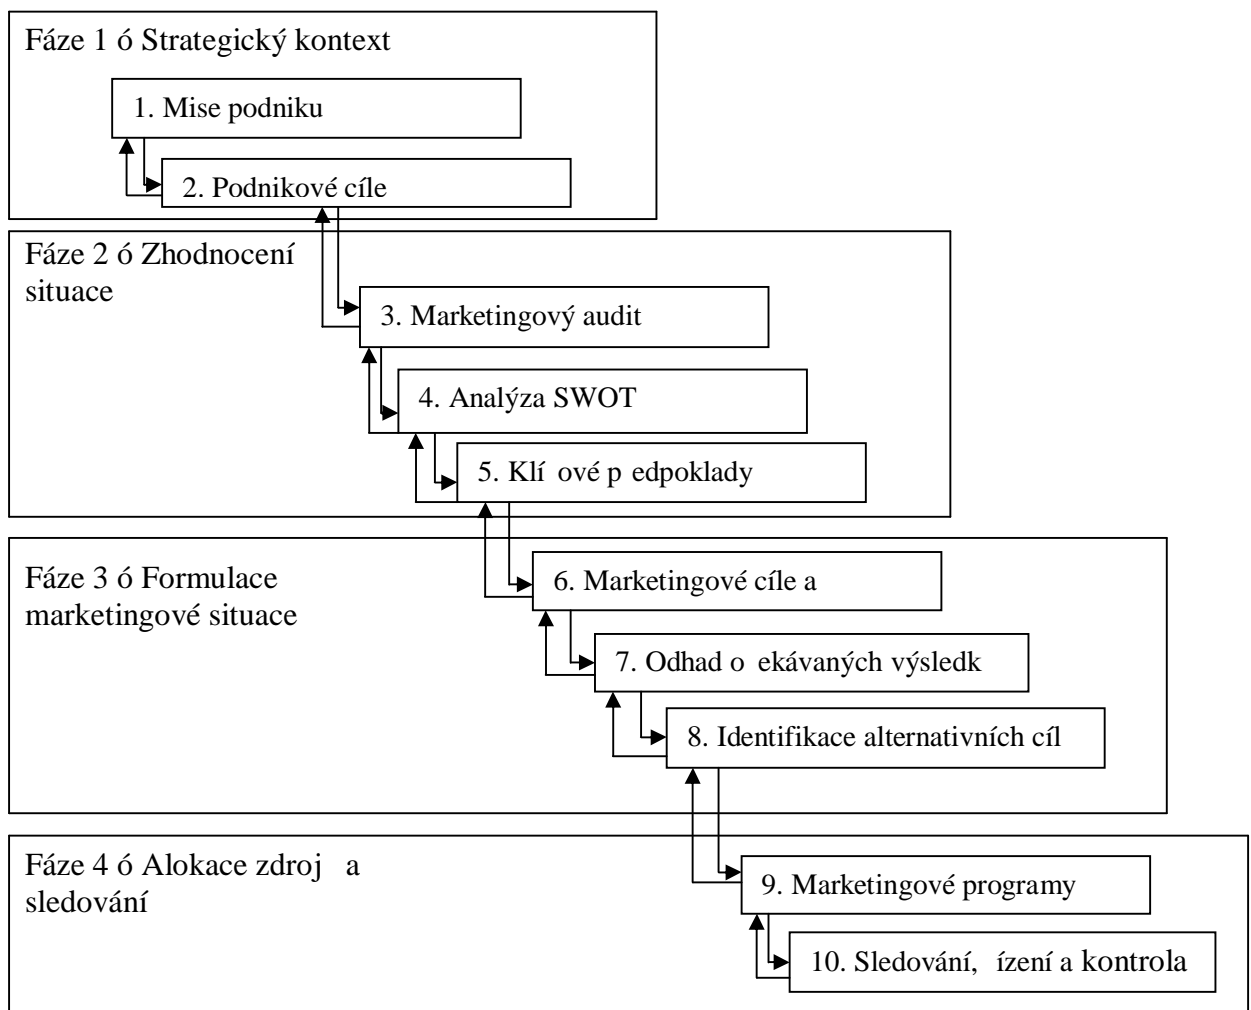 Fáze 1 ó Strategický kontext
1. Mise podniku
2. Podnikové cíle
Fáze 2 ó Zhodnocení
situace
3. Marketingový audit
4. Analýza SWOT
5. Klí ové p edpoklady
Fáze 3 ó Formulace
marketingové situace
6. Marketingové cíle a
7. Odhad o ekávaných výsledk
8. Identifikace alternativních cíl
Fáze 4 ó Alokace zdroj a
sledování
9. Marketingové programy
10. Sledování, ízení a kontrola